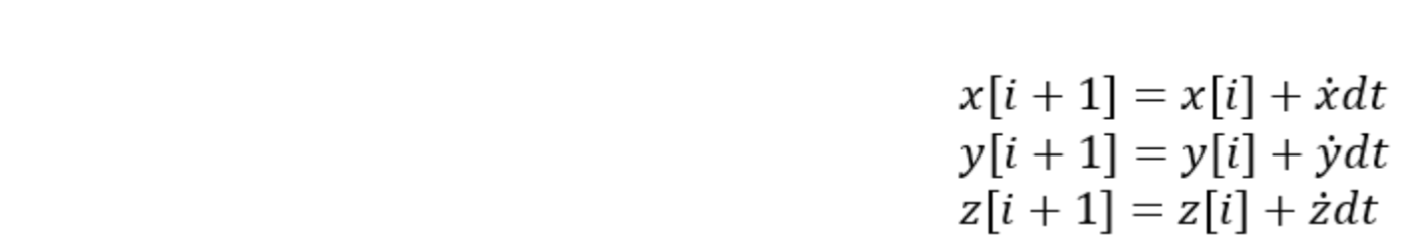 x[i + 1] = x[i] + ẋdt
y[i + 1] = y[i] + ẏdt
z[i + 1] = z[i] + żdt